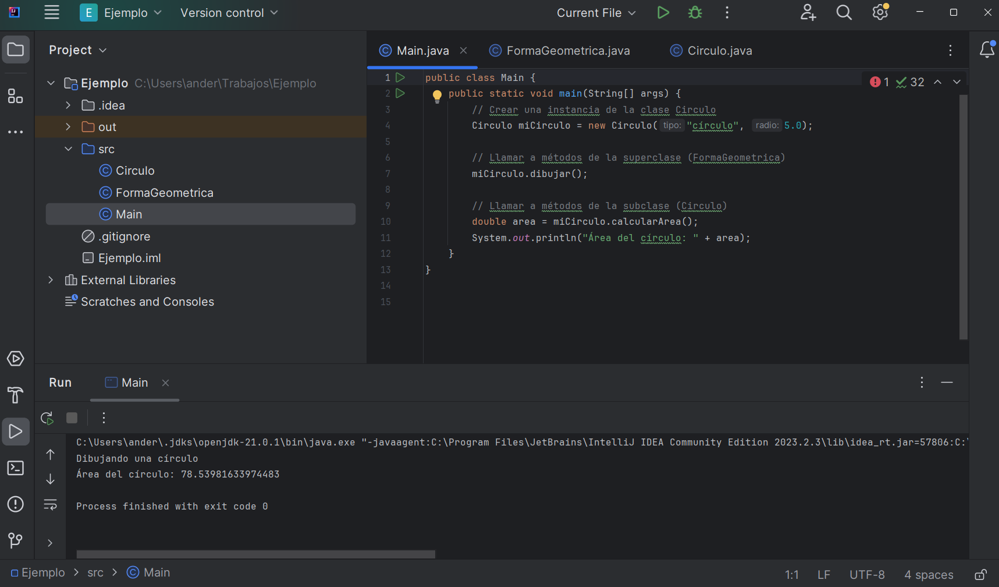 E Ejemplo Version control Current File
Project
Main.java FormaGeometrica.java Circulo.java
Ejemplo C:\Users\ander\Trabajos\Ejemplo
.idea
out
src
Circulo
FormaGeometrica
Main
.gitignore
Ejemplo.iml
External Libraries
Scratches and Consoles
1 32
1 public class Main {
2 public static void main(String[] args) {
3 // Crear una instancia de la clase Circulo
4 Circulo miCirculo = new Circulo( tipo: "círculo", radio: 5.0);
5
6 // Llamar a métodos de la superclase (FormaGeometrica)
7 miCirculo.dibujar();
8
9 // Llamar a métodos de la subclase (Circulo)
10 double area = miCirculo.calcularArea();
11 System.out.println("Área del círculo: " + area);
12 }
13 }
14
15
Run Main
C:\Users\ander\.jdks\openjdk-21.0.1\bin\java.exe "-javaagent:C:\Program Files\JetBrains\IntelliJ IDEA Community Edition 2023.2.3\lib\idea_rt.jar=57806:C:\
Dibujando una círculo
Área del círculo: 78.53981633974483
Process finished with exit code 0
Ejemplo src Main
1:1 LF UTF-8 4 spaces